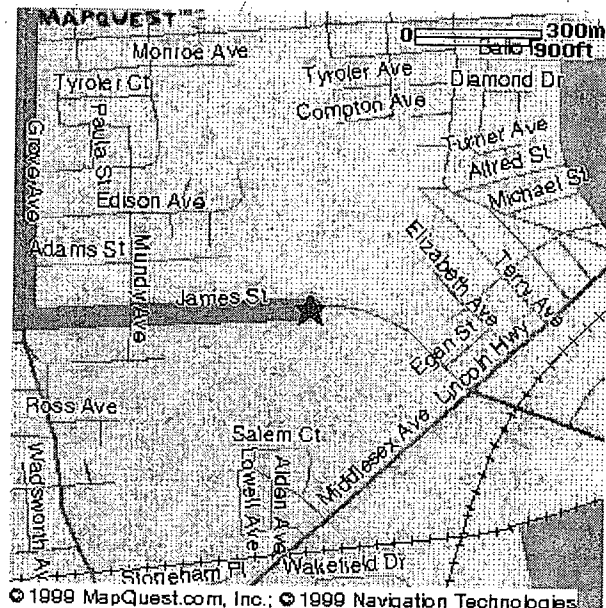 MAPQUEST
0 300m
900ft
Monroe Ave
Tyroler Ct
Tyroler Ave
Diamond Dr
Compton Ave
Paula St
Grove Ave
Turner Ave
Allred St
Michael St
Edison Ave
Adams St
Mundy Ave
Elizabeth Ave
Terry Ave
James St
Egan St
Lincoln Hwy
Ross Ave
Salem Ct
Middlesex Ave
Wadsworth Av
Lowell Ave
Alden Ave
Stoneham Pl
Wakefield Dr
© 1999 MapQuest.com, Inc.; © 1999 Navigation Technologies